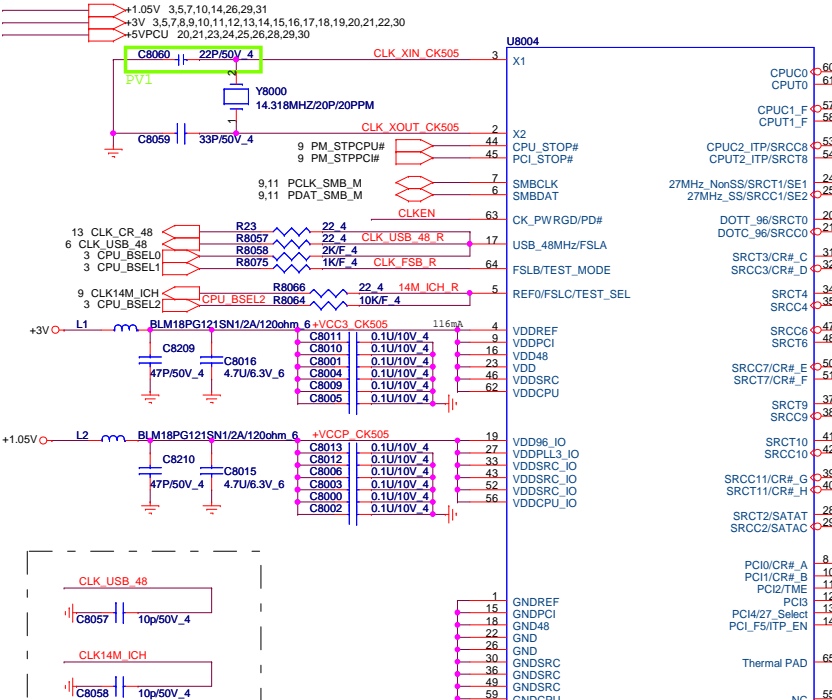 +1.05V 3,5,7,10,14,26,29,31
+3V 3,5,7,8,9,10,11,12,13,14,15,16,17,18,19,20,21,22,30
+5VPCU 20,21,23,24,25,26,28,29,30
C8060 22P/50V_4 CLK_XIN_CK505 3
PV1
2
Y8000
14.318MHZ/20P/20PPM
1
C8059 33P/50V_4 CLK_XOUT_CK505 2
9 PM_STPCPU# 44
9 PM_STPPCI# 45
9,11 PCLK_SMB_M 7
9,11 PDAT_SMB_M 6
CLKEN 63
13 CLK_CR_48 R23 22_4
6 CLK_USB_48 R8057 22_4 CLK_USB_48_R 17
3 CPU_BSEL0 R8058 2K/F_4
3 CPU_BSEL1 R8075 1K/F_4 CLK_FSB_R 64
9 CLK14M_ICH R8066 22_4 14M_ICH_R 5
3 CPU_BSEL2 CPU_BSEL2 R8064 10K/F_4
+3V L1 BLM18PG121SN1/2A/120ohm_6 +VCC3_CK505 116mA 4
C8209
47P/50V_4
C8016
4.7U/6.3V_6
C8011 0.1U/10V_4 9
C8010 0.1U/10V_4 16
C8001 0.1U/10V_4 23
C8004 0.1U/10V_4 46
C8009 0.1U/10V_4 62
C8005 0.1U/10V_4
+1.05V L2 BLM18PG121SN1/2A/120ohm_6 +VCCP_CK505 19
C8210
47P/50V_4
C8015
4.7U/6.3V_6
C8013 0.1U/10V_4 27
C8012 0.1U/10V_4 33
C8006 0.1U/10V_4 43
C8003 0.1U/10V_4 52
C8000 0.1U/10V_4 56
C8002 0.1U/10V_4
CLK_USB_48
C8057 10p/50V_4
CLK14M_ICH
C8058 10p/50V_4
1
15
18
22
26
30
36
49
59
U8004
X1
X2
CPU_STOP#
PCI_STOP#
SMBCLK
SMBDAT
CK_PWRGD/PD#
USB_48MHz/FSLA
FSLB/TEST_MODE
REF0/FSLC/TEST_SEL
VDDREF
VDDPCI
VDD48
VDD
VDDSRC
VDDCPU
VDD96_IO
VDDPLL3_IO
VDDSRC_IO
VDDSRC_IO
VDDSRC_IO
VDDCPU_IO
GNDREF
GNDPCI
GND48
GND
GND
GNDSRC
GNDSRC
GNDSRC
GNDCPU
CPUC0
CPUT0
CPUC1_F
CPUT1_F
CPUC2_ITP/SRCC8
CPUT2_ITP/SRCT8
27MHz_NonSS/SRCT1/SE1
27MHz_SS/SRCC1/SE2
DOTT_96/SRCT0
DOTC_96/SRCC0
SRCT3/CR#_C
SRCC3/CR#_D
SRCT4
SRCC4
SRCC6
SRCT6
SRCC7/CR#_E
SRCT7/CR#_F
SRCT9
SRCC9
SRCT10
SRCC10
SRCC11/CR#_G
SRCT11/CR#_H
SRCT2/SATAT
SRCC2/SATAC
PCI0/CR#_A
PCI1/CR#_B
PCI2/TME
PCI3
PCI4/27_Select
PCI_F5/ITP_EN
Thermal PAD
NC